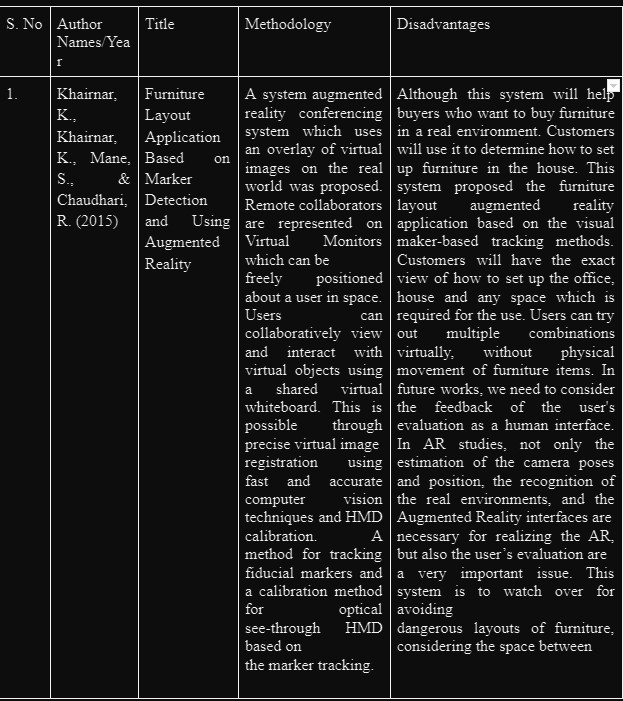 S. No
Author
Names/Yea
r
Title
Methodology
Disadvantages
1.
Khairnar,
K.,
Khairnar,
K., Mane,
S., &
Chaudhari,
R. (2015)
Furniture
Layout
Application
Based on
Marker
Detection
and Using
Augmented
Reality
A system augmented
reality conferencing
system which uses
an overlay of virtual
images on the real
world was proposed.
Remote collaborators
are represented on
Virtual Monitors
which can be
freely positioned
about a user in space.
Users can
collaboratively view
and interact with
virtual objects using
a shared virtual
whiteboard. This is
possible through
precise virtual image
registration using
fast and accurate
computer vision
techniques and HMD
calibration. A
method for tracking
fiducial markers and
a calibration method
for optical
see-through HMD
based on
the marker tracking.
Although this system will help
buyers who want to buy furniture
in a real environment. Customers
will use it to determine how to set
up furniture in the house. This
system proposed the furniture
layout augmented reality
application based on the visual
maker-based tracking methods.
Customers will have the exact
view of how to set up the office,
house and any space which is
required for the use. Users can try
out multiple combinations
virtually, without physical
movement of furniture items. In
future works, we need to consider
the feedback of the user's
evaluation as a human interface.
In AR studies, not only the
estimation of the camera poses
and position, the recognition of
the real environments, and the
Augmented Reality interfaces are
necessary for realizing the AR,
but also the user’s evaluation are
a very important issue. This
system is to watch over for
avoiding
dangerous layouts of furniture,
considering the space between